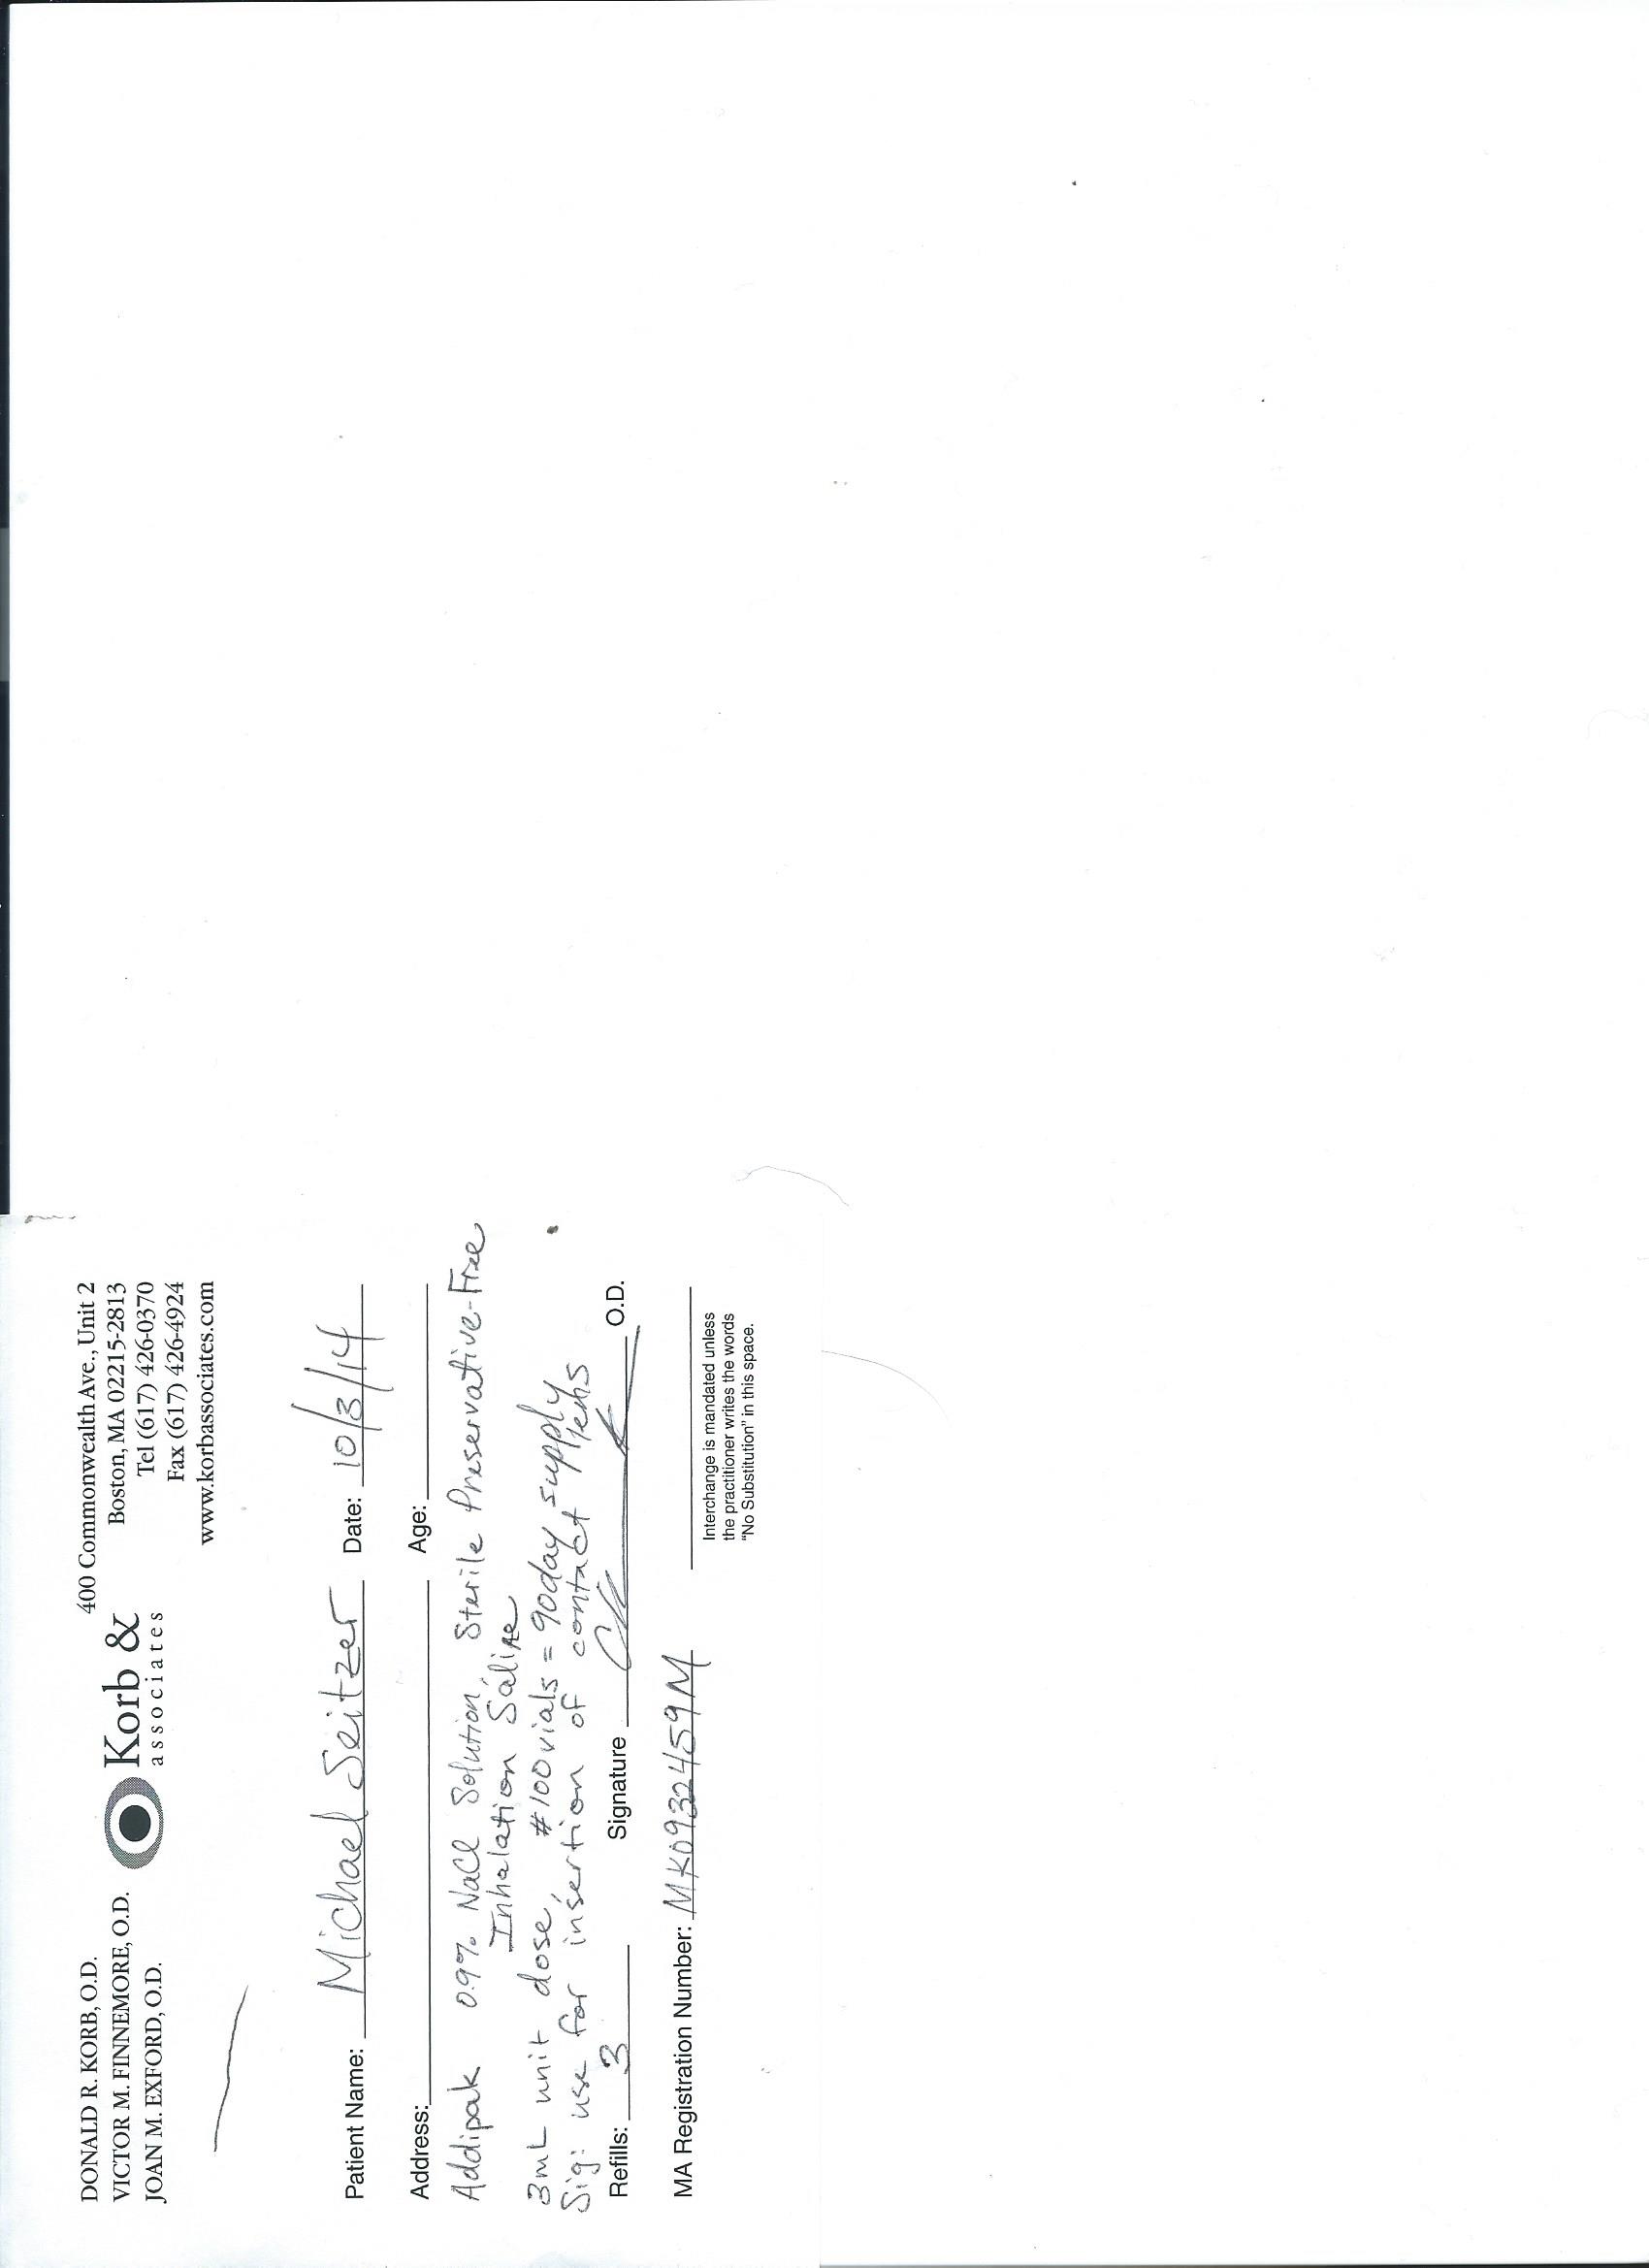 DONALD R. KORB, O.D.
VICTOR M. FINNEMORE, O.D.
JOAN M. EXFORD, O.D.
Korb &
associates
400 Commonwealth Ave., Unit 2
Boston, MA 02215-2813
Tel (617) 426-0370
Fax (617) 426-4924
www.korbassociates.com
Patient Name: Michael Seitzer Date: 10/3/14
Address: Age:
Addipak 0.9% NaCl Solution, Sterile Preservative-Free
Inhalation Saline
3mL unit dose, #100 vials = 90day supply
Sig: use for insertion of contact lens
Refills: 3 Signature O.D.
MA Registration Number: MK0932459M
Interchange is mandated unless
the practitioner writes the words
"No Substitution" in this space.